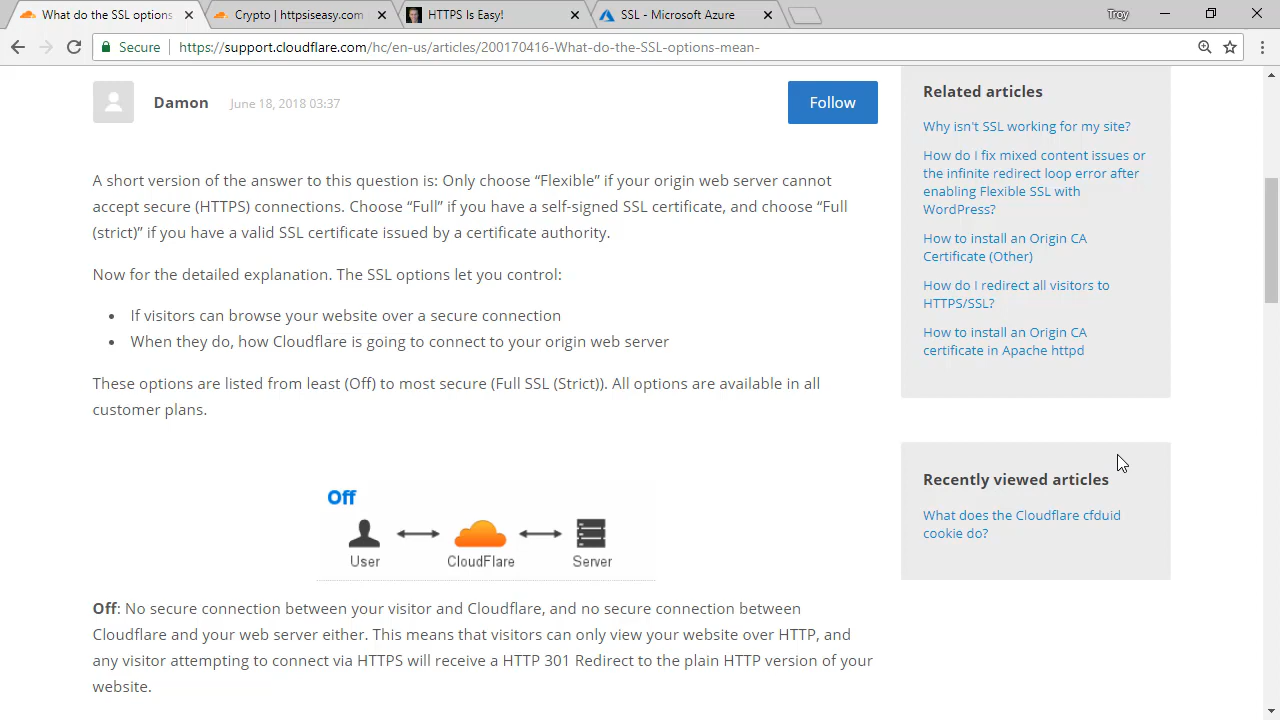 What do the SSL options
Crypto | httpsiseasy.com
HTTPS Is Easy!
SSL - Microsoft Azure
Troy
Secure
https://support.cloudflare.com/hc/en-us/articles/200170416-What-do-the-SSL-options-mean-
Damon
June 18, 2018 03:37
Follow
A short version of the answer to this question is: Only choose “Flexible” if your origin web server cannot
accept secure (HTTPS) connections. Choose “Full” if you have a self-signed SSL certificate, and choose “Full
(strict)” if you have a valid SSL certificate issued by a certificate authority.
Now for the detailed explanation. The SSL options let you control:
• If visitors can browse your website over a secure connection
• When they do, how Cloudflare is going to connect to your origin web server
These options are listed from least (Off) to most secure (Full SSL (Strict)). All options are available in all
customer plans.
Off
User
CloudFlare
Server
Off: No secure connection between your visitor and Cloudflare, and no secure connection between
Cloudflare and your web server either. This means that visitors can only view your website over HTTP, and
any visitor attempting to connect via HTTPS will receive a HTTP 301 Redirect to the plain HTTP version of your
website.
Related articles
Why isn't SSL working for my site?
How do I fix mixed content issues or
the infinite redirect loop error after
enabling Flexible SSL with
WordPress?
How to install an Origin CA
Certificate (Other)
How do I redirect all visitors to
HTTPS/SSL?
How to install an Origin CA
certificate in Apache httpd
Recently viewed articles
What does the Cloudflare cfduid
cookie do?